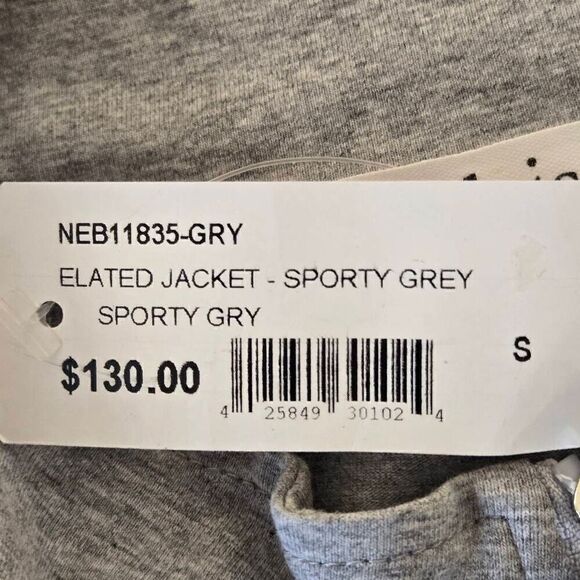 NEB11835-GRY
ELATED JACKET - SPORTY GREY
SPORTY GRY
$130.00
S
4 25849 30102 4